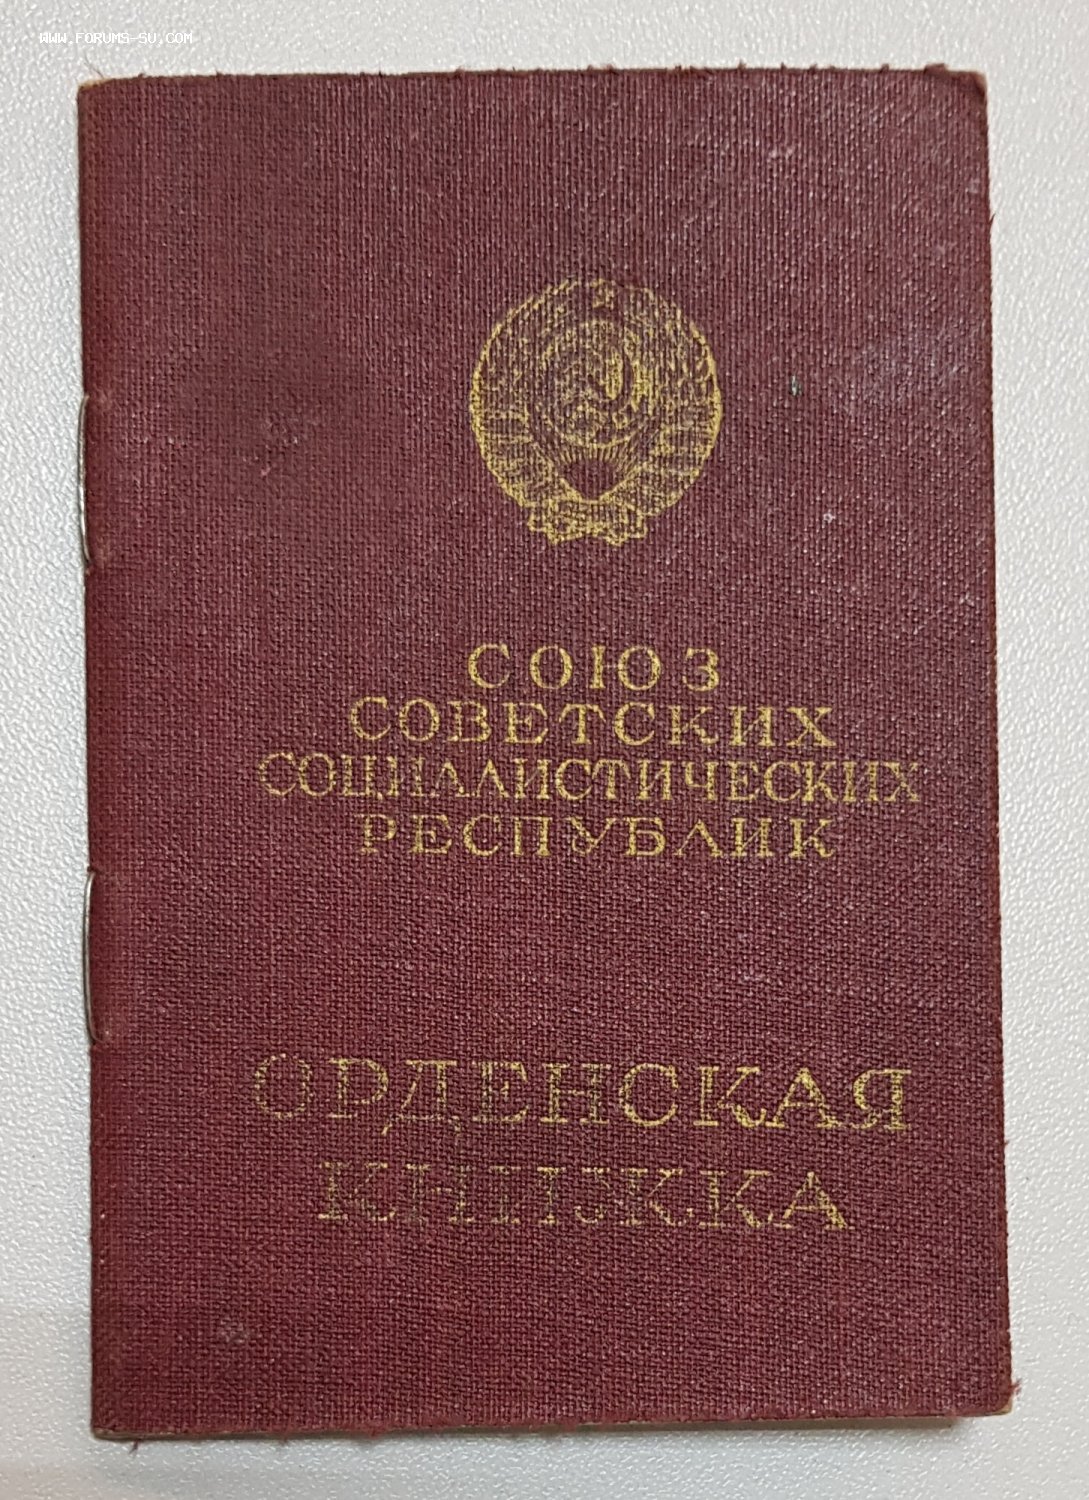 WWW.FORUMS-SU.COM
СОЮЗ
СОВЕТСКИХ
СОЦИАЛИСТИЧЕСКИХ
РЕСПУБЛИК
ОРДЕНСКАЯ
КНИЖКА